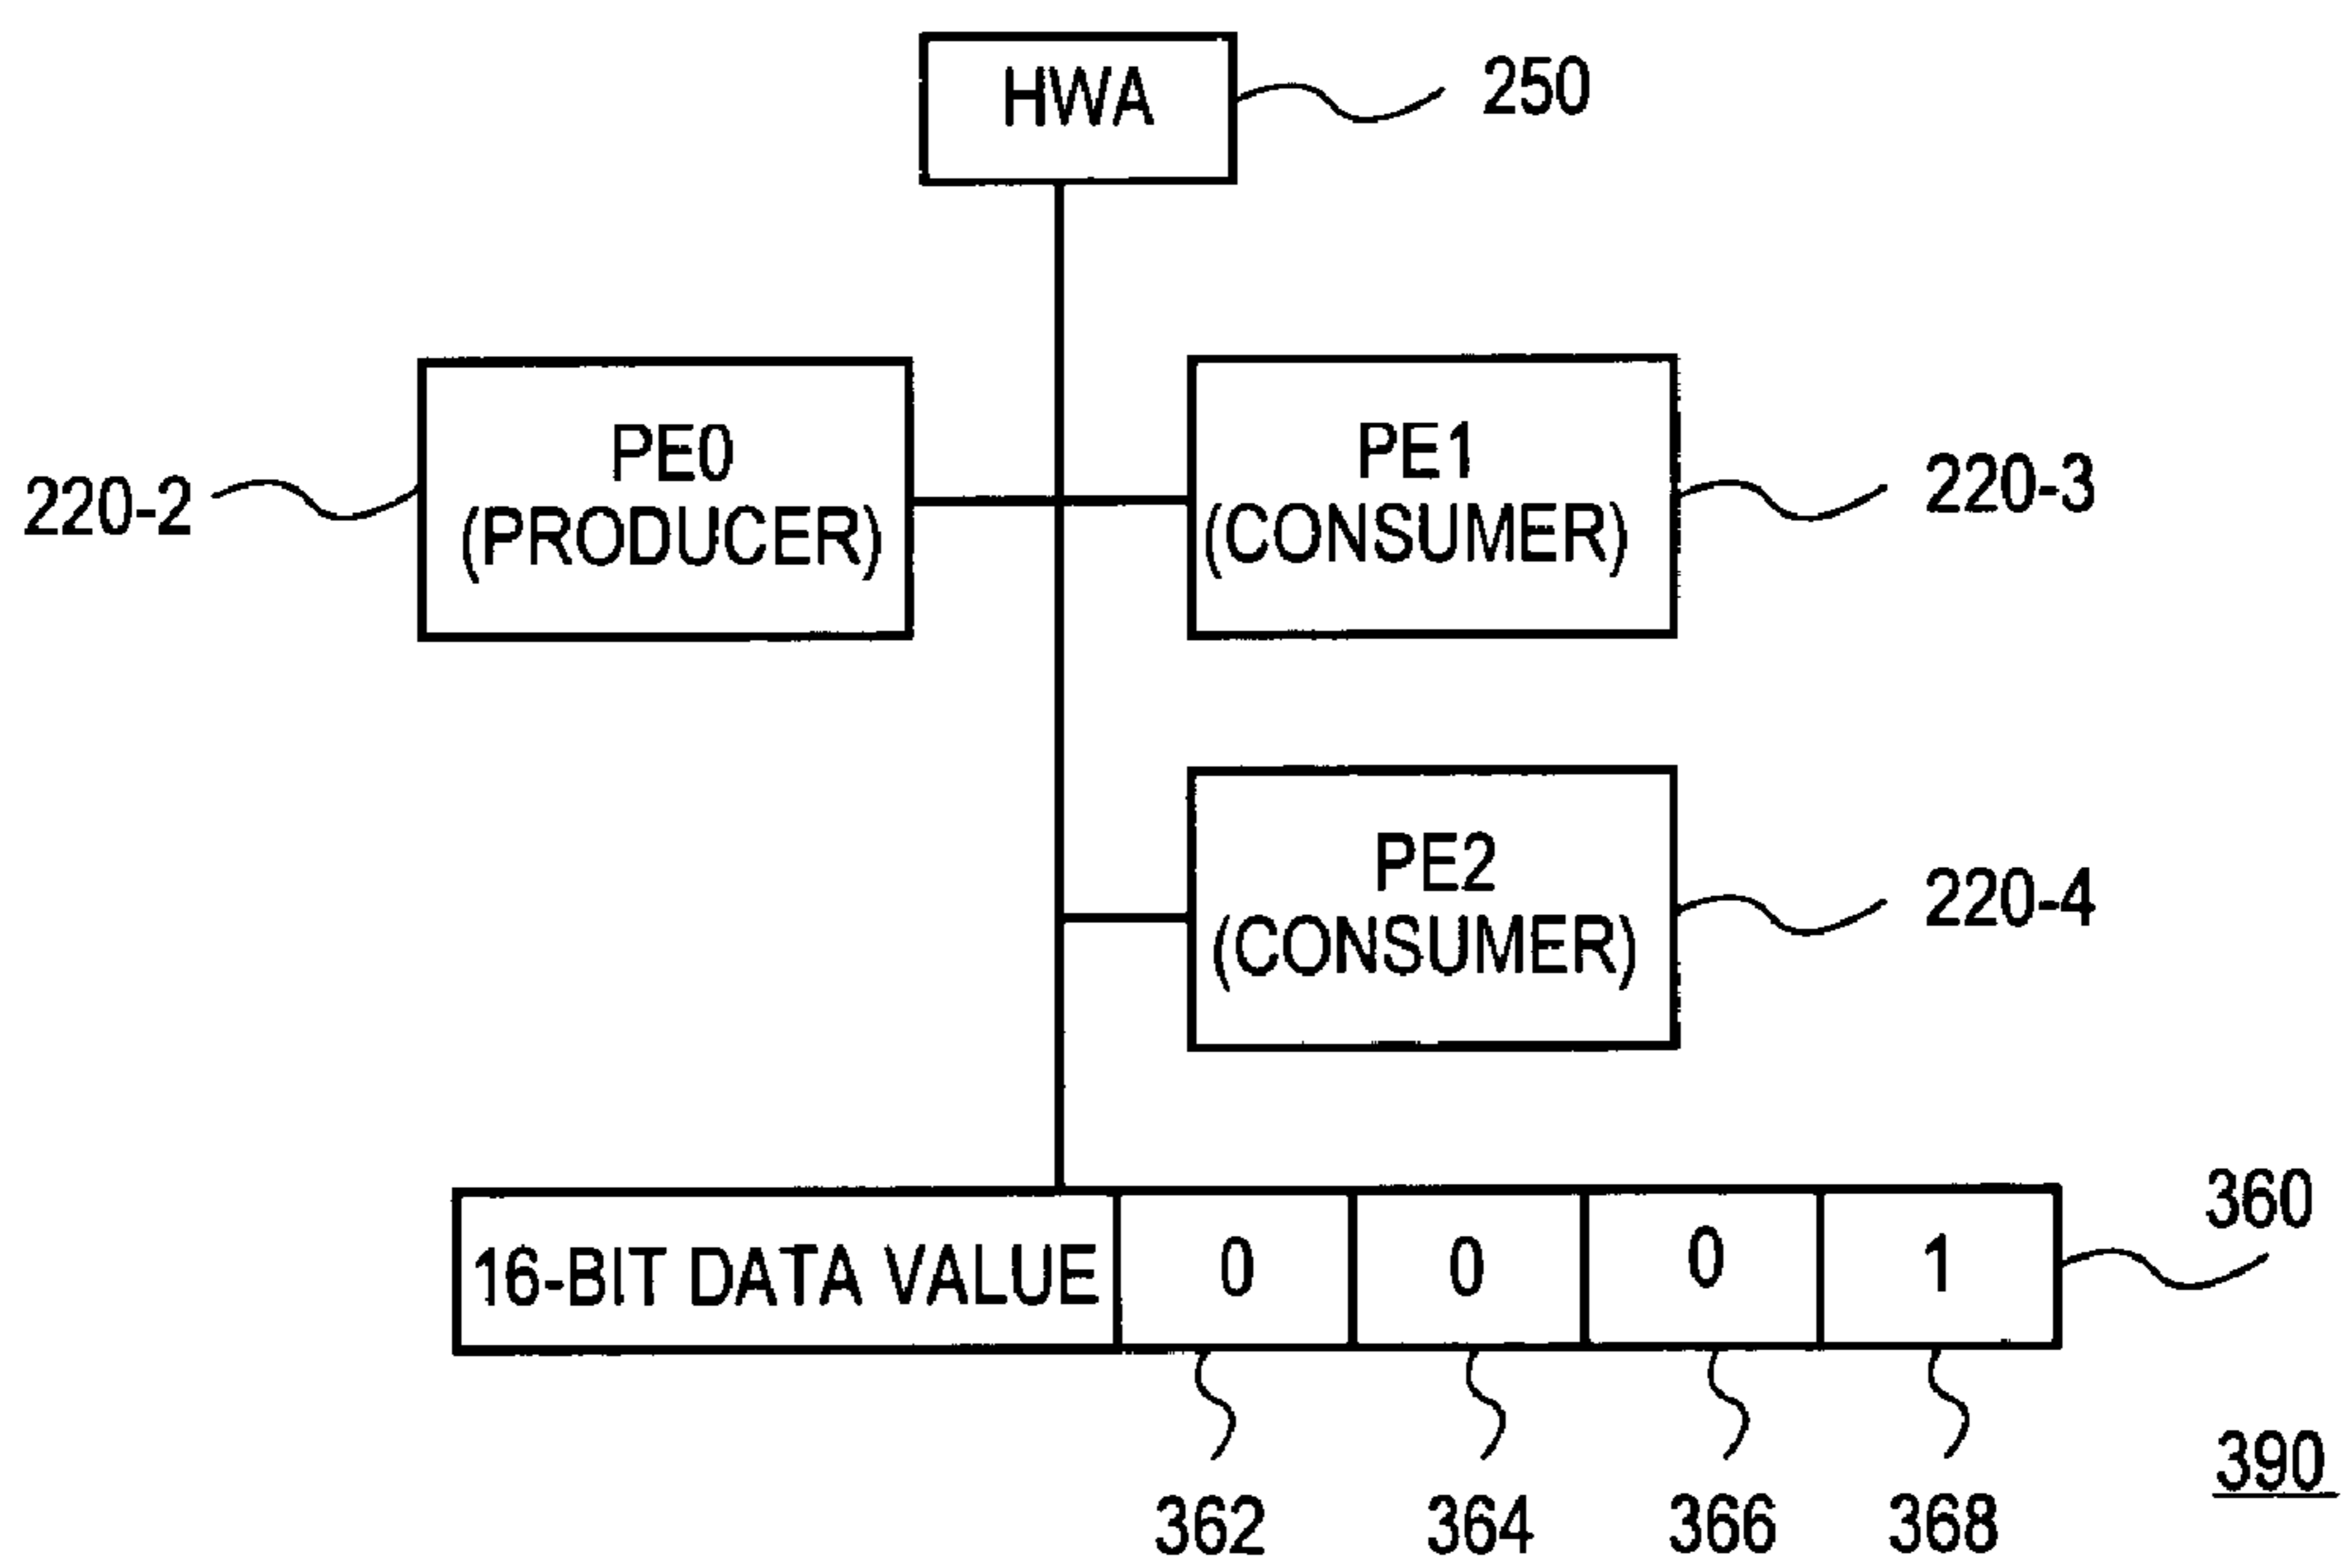 HWA
250
PE0
(PRODUCER)
220-2
PE1
(CONSUMER)
220-3
PE2
(CONSUMER)
220-4
360
16-BIT DATA VALUE 0 0 0 1
362 364 366 368
390